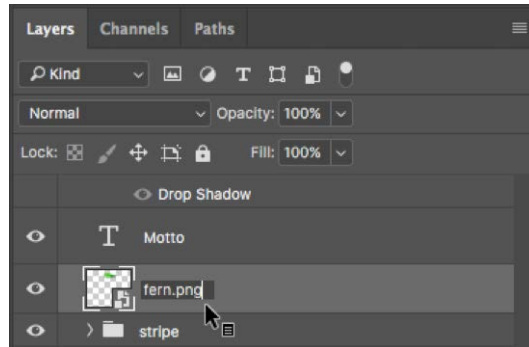 Layers Channels Paths
Kind T
Normal Opacity: 100%
Lock: Fill: 100%
Drop Shadow
T Motto
fern.png
stripe